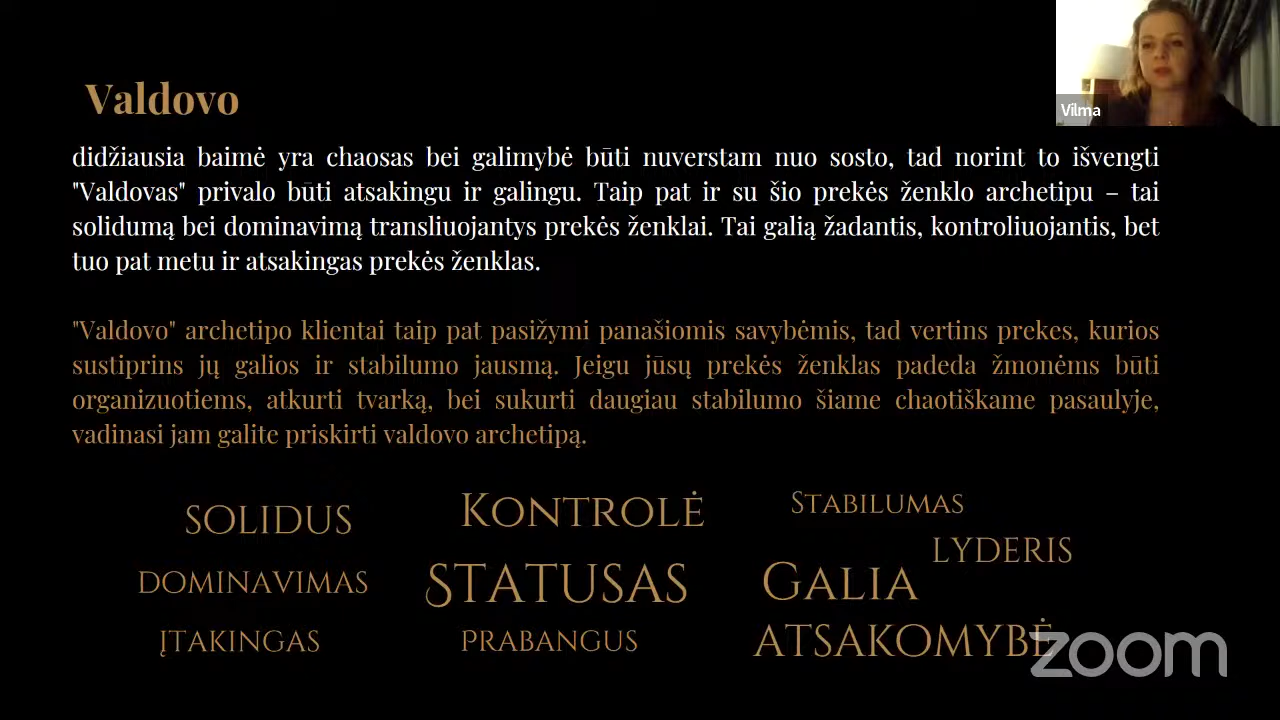 Valdovo
Vilma
didžiausia baimė yra chaosas bei galimybė būti nuverstam nuo sosto, tad norint to išvengti
"Valdovas" privalo būti atsakingu ir galingu. Taip pat ir su šio prekės ženklo archetipu – tai
solidumą bei dominavimą transliuojantys prekės ženklai. Tai galią žadantis, kontroliuojantis, bet
tuo pat metu ir atsakingas prekės ženklas.
"Valdovo" archetipo klientai taip pat pasižymi panašiomis savybėmis, tad vertins prekes, kurios
sustiprins jų galios ir stabilumo jausmą. Jeigu jūsų prekės ženklas padeda žmonėms būti
organizuotiems, atkurti tvarką, bei sukurti daugiau stabilumo šiame chaotiškame pasaulyje,
vadinasi jam galite priskirti valdovo archetipą.
SOLIDUS
KONTROLĖ
STABILUMAS
LYDERIS
DOMINAVIMAS
STATUSAS
GALIA
ĮTAKINGAS
PRABANGUS
ATSAKOMYBĖ
zoom